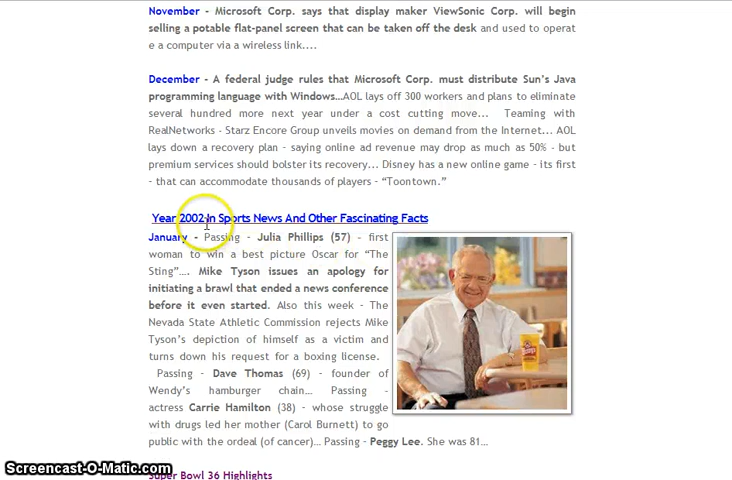 November - Microsoft Corp. says that display maker ViewSonic Corp. will begin
selling a potable flat-panel screen that can be taken off the desk and used to operat
e a computer via a wireless link....
December - A federal judge rules that Microsoft Corp. must distribute Sun's Java
programming language with Windows…AOL lays off 300 workers and plans to eliminate
several hundred more next year under a cost cutting move... Teaming with
RealNetworks - Starz Encore Group unveils movies on demand from the Internet... AOL
lays down a recovery plan - saying online ad revenue may drop as much as 50% - but
premium services should bolster its recovery... Disney has a new online game - its first
- that can accommodate thousands of players - “Toontown.”
Year 2002 In Sports News And Other Fascinating Facts
January - Passing - Julia Phillips (57) - first
woman to win a best picture Oscar for “The
Sting”…. Mike Tyson issues an apology for
initiating a brawl that ended a news conference
before it even started. Also this week - The
Nevada State Athletic Commission rejects Mike
Tyson's depiction of himself as a victim and
turns down his request for a boxing license.
Passing - Dave Thomas (69) - founder of
Wendy's hamburger chain... Passing -
actress Carrie Hamilton (38) - whose struggle
with drugs led her mother (Carol Burnett) to go
public with the ordeal (of cancer)… Passing - Peggy Lee. She was 81…
Super Bowl 36 Highlights
Screencast-O-Matic.com